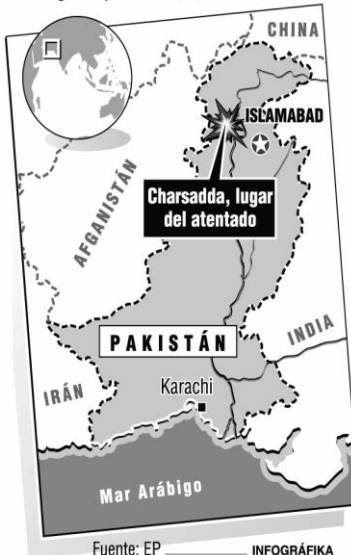 CHINA
ISLAMABAD
Charsadda, lugar
del atentado
AFGANISTÁN
PAKISTÁN
INDIA
IRÁN
Karachi
Mar Arábigo
Fuente: EP
INFOGRÁFIKA